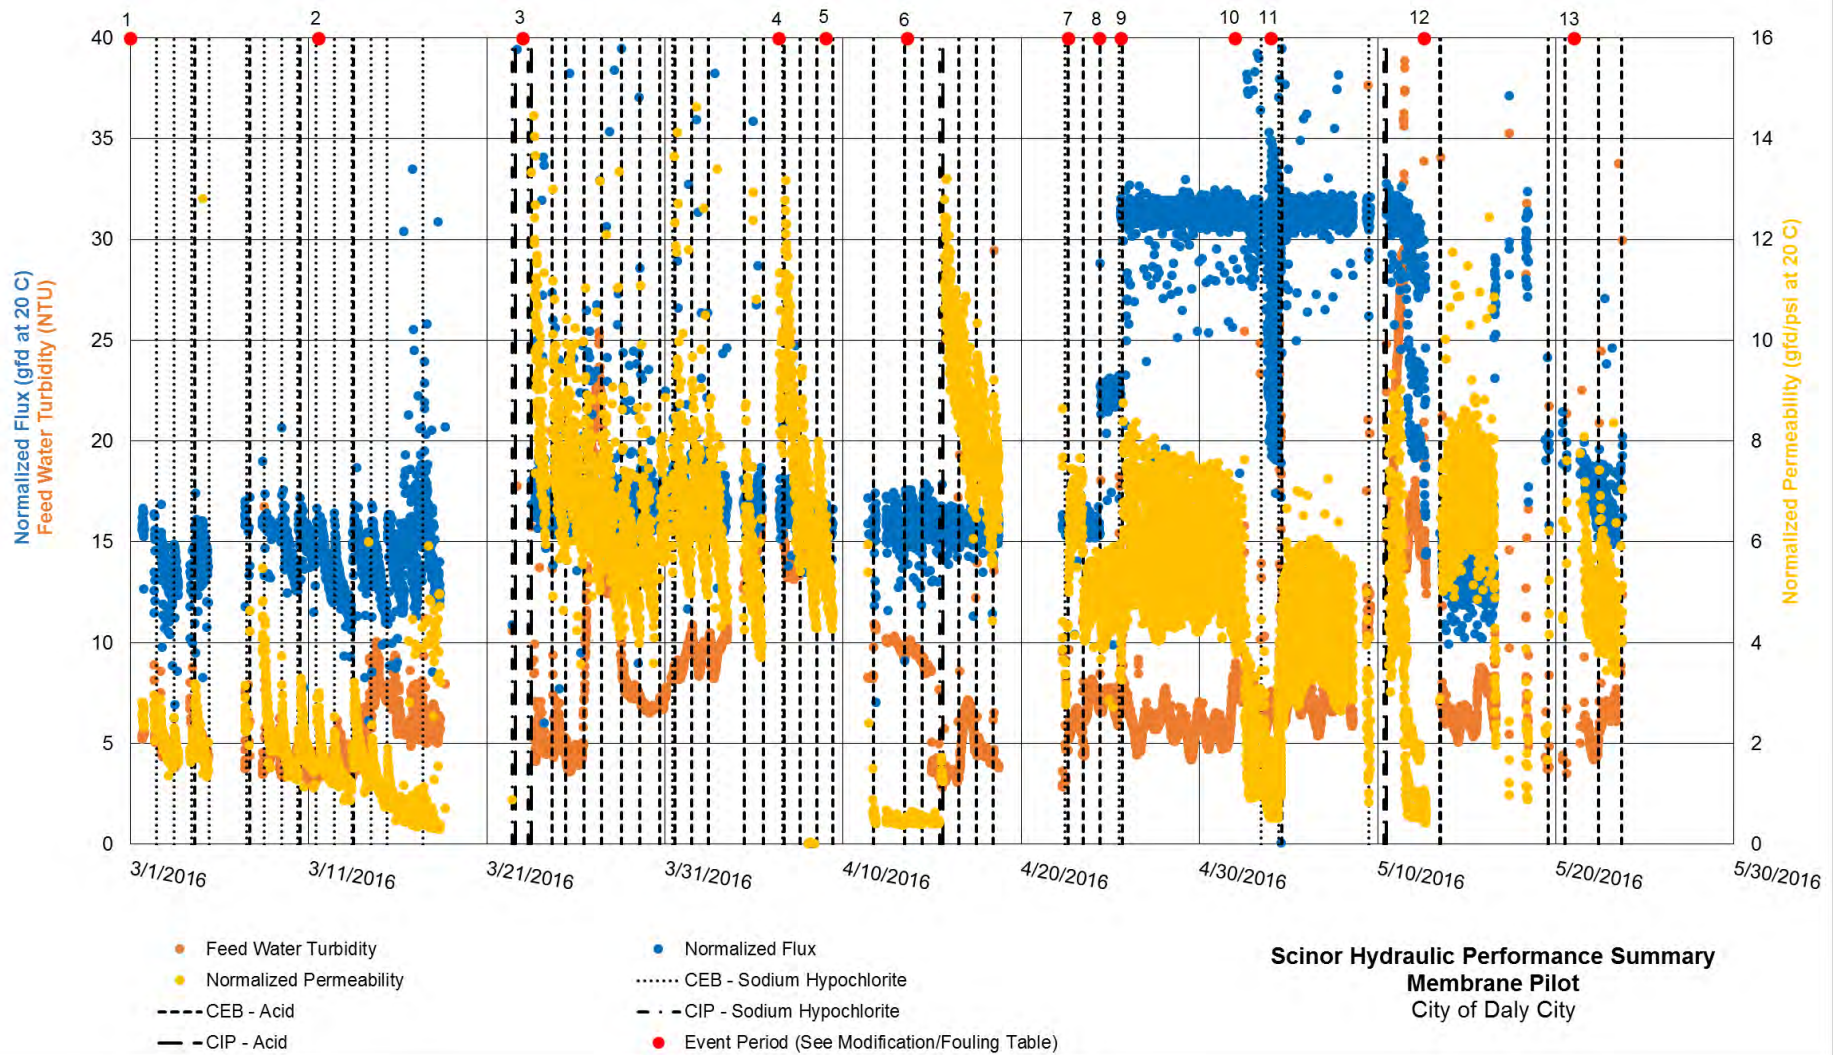 1 2 3 4 5 6 7 8 9 10 11 12 13
40 16
35 14
30 12
25 10
20 8
15 6
10 4
5 2
0 0
Normalized Flux (gfd at 20 C)
Feed Water Turbidity (NTU)
Normalized Permeability (gfd/psi at 20 C)
3/1/2016 3/11/2016 3/21/2016 3/31/2016 4/10/2016 4/20/2016 4/30/2016 5/10/2016 5/20/2016 5/30/2016
Feed Water Turbidity
Normalized Flux
Normalized Permeability
CEB - Sodium Hypochlorite
CEB - Acid
CIP - Sodium Hypochlorite
CIP - Acid
Event Period (See Modification/Fouling Table)
Scinor Hydraulic Performance Summary
Membrane Pilot
City of Daly City